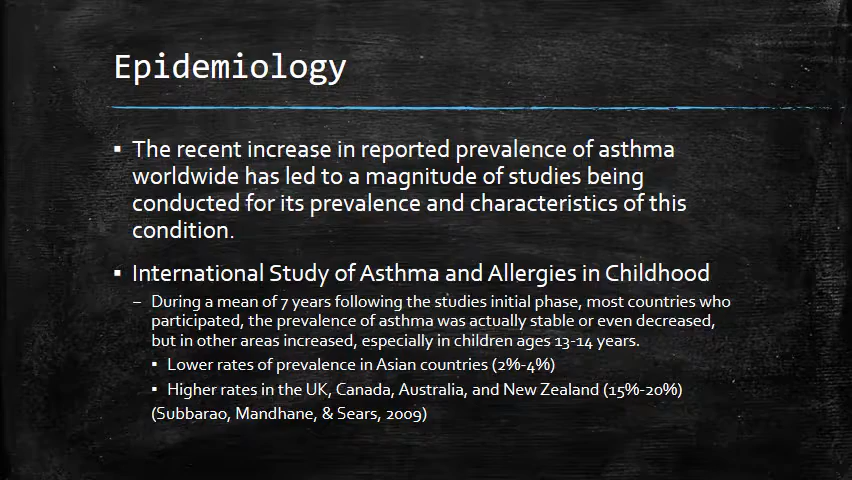 Epidemiology
▪ The recent increase in reported prevalence of asthma
worldwide has led to a magnitude of studies being
conducted for its prevalence and characteristics of this
condition.
▪ International Study of Asthma and Allergies in Childhood
– During a mean of 7 years following the studies initial phase, most countries who
participated, the prevalence of asthma was actually stable or even decreased,
but in other areas increased, especially in children ages 13-14 years.
▪ Lower rates of prevalence in Asian countries (2%-4%)
▪ Higher rates in the UK, Canada, Australia, and New Zealand (15%-20%)
(Subbarao, Mandhane, & Sears, 2009)